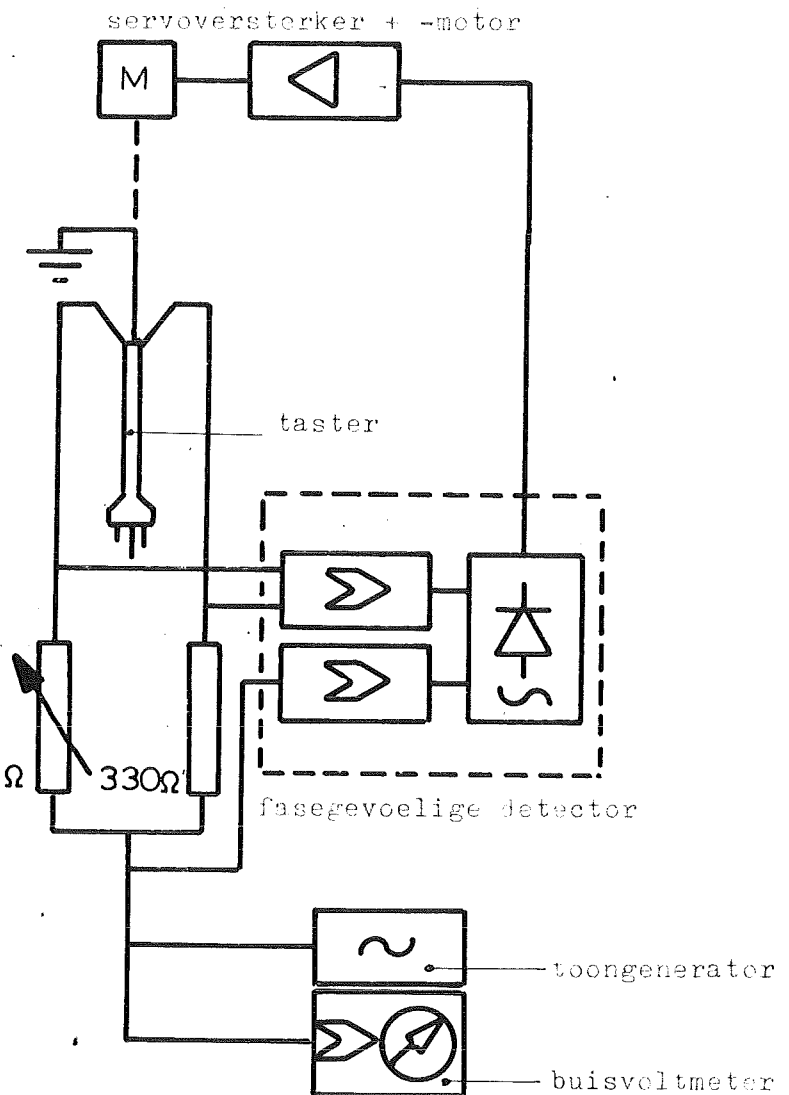 servoversterker + -motor
M
taster
Ω
330Ω
fasegevoelige detector
toongenerator
buisvoltmeter